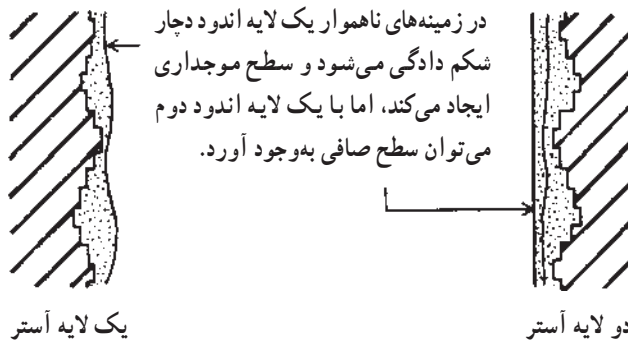 در زمینه‌های ناهموار یک لایه اندود دچار
شکم دادگی می‌شود و سطح موجداری
ایجاد می‌کند، اما با یک لایه اندود دوم
می‌توان سطح صافی به‌وجود آورد.
دو لایه آستر
یک لایه آستر